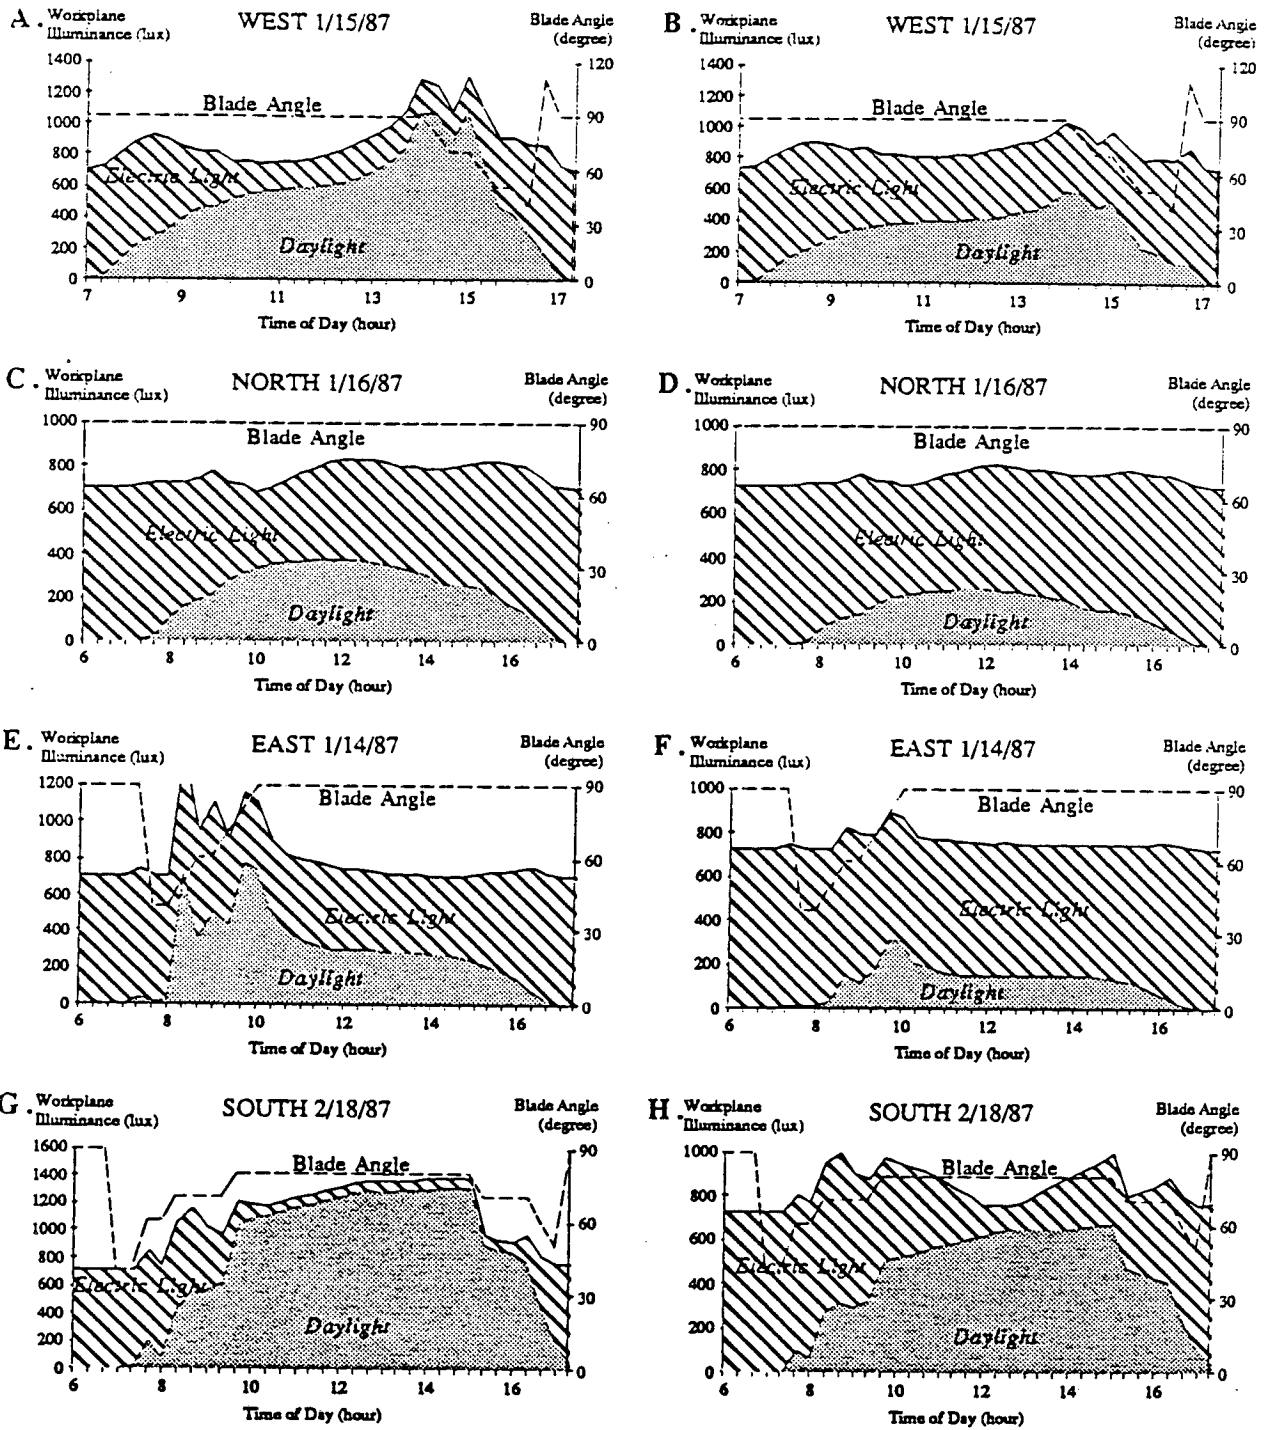 A. Workplane
Illuminance (lux)
WEST 1/15/87
Blade Angle
(degree)
1400
1200
1000
800
600
400
200
0
120
90
60
30
0
Blade Angle
Electric Light
Daylight
7 9 11 13 15 17
Time of Day (hour)
B. Workplane
Illuminance (lux)
WEST 1/15/87
Blade Angle
(degree)
1400
1200
1000
800
600
400
200
0
120
90
60
30
0
Blade Angle
Electric Light
Daylight
7 9 11 13 15 17
Time of Day (hour)
C. Workplane
Illuminance (lux)
NORTH 1/16/87
Blade Angle
(degree)
1000
800
600
400
200
0
90
60
30
0
Blade Angle
Electric Light
Daylight
6 8 10 12 14 16
Time of Day (hour)
D. Workplane
Illuminance (lux)
NORTH 1/16/87
Blade Angle
(degree)
1000
800
600
400
200
0
90
60
30
0
Blade Angle
Electric Light
Daylight
6 8 10 12 14 16
Time of Day (hour)
E. Workplane
Illuminance (lux)
EAST 1/14/87
Blade Angle
(degree)
1200
1000
800
600
400
200
0
90
60
30
0
Blade Angle
Electric Light
Daylight
6 8 10 12 14 16
Time of Day (hour)
F. Workplane
Illuminance (lux)
EAST 1/14/87
Blade Angle
(degree)
1000
800
600
400
200
0
90
60
30
0
Blade Angle
Electric Light
Daylight
6 8 10 12 14 16
Time of Day (hour)
G. Workplane
Illuminance (lux)
SOUTH 2/18/87
Blade Angle
(degree)
1600
1400
1200
1000
800
600
400
200
0
90
60
30
0
Blade Angle
Electric Light
Daylight
6 8 10 12 14 16
Time of Day (hour)
H. Workplane
Illuminance (lux)
SOUTH 2/18/87
Blade Angle
(degree)
1000
800
600
400
200
0
90
60
30
0
Blade Angle
Electric Light
Daylight
6 8 10 12 14 16
Time of Day (hour)